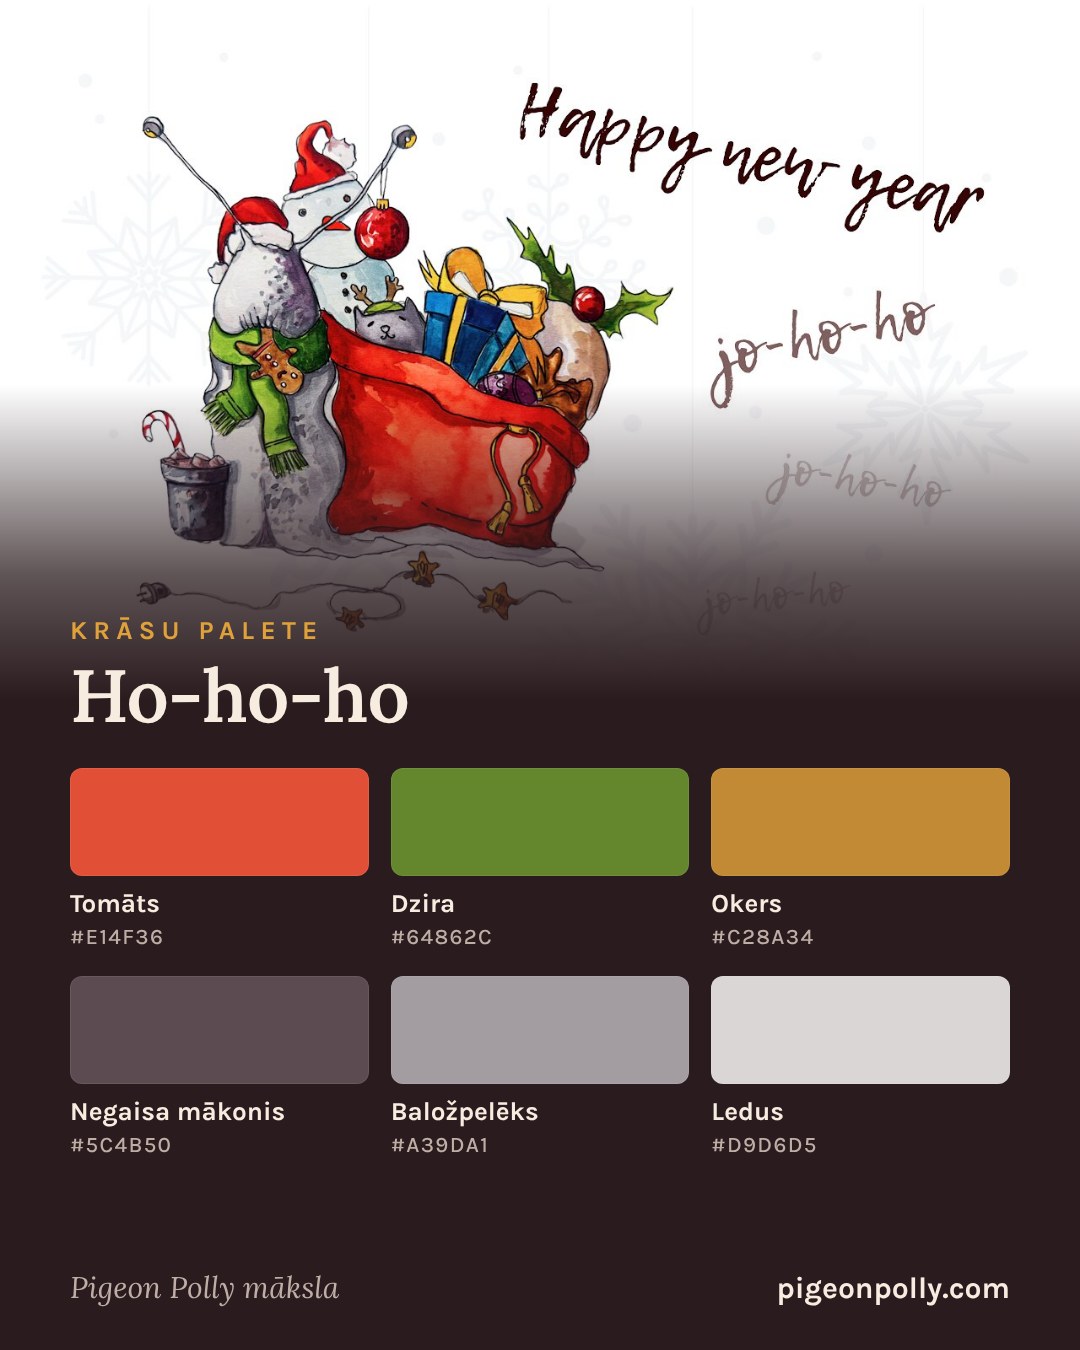 Happy new year
jo-ho-ho
jo-ho-ho
jo-ho-ho
KRĀSU PALETE
Ho-ho-ho
Tomāts
#E14F36
Dzira
#64862C
Okers
#C28A34
Negaisa mākonis
#5C4B50
Baložpelēks
#A39DA1
Ledus
#D9D6D5
Pigeon Polly māksla
pigeonpolly.com